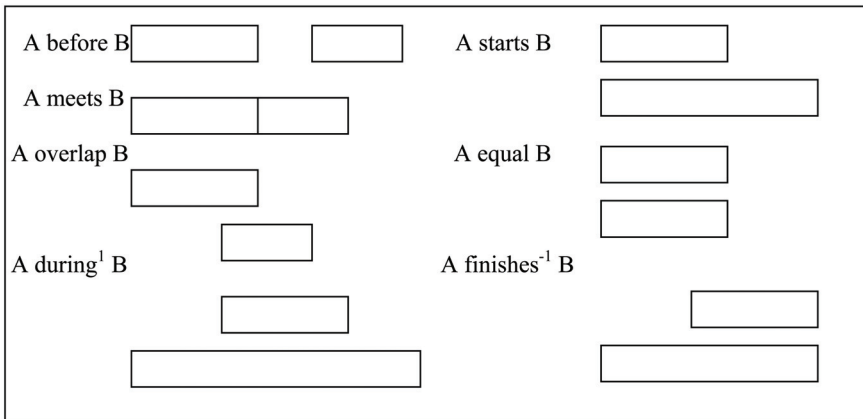 A before B
A meets B
A overlap B
A during¹ B
A starts B
A equal B
A finishes⁻¹ B